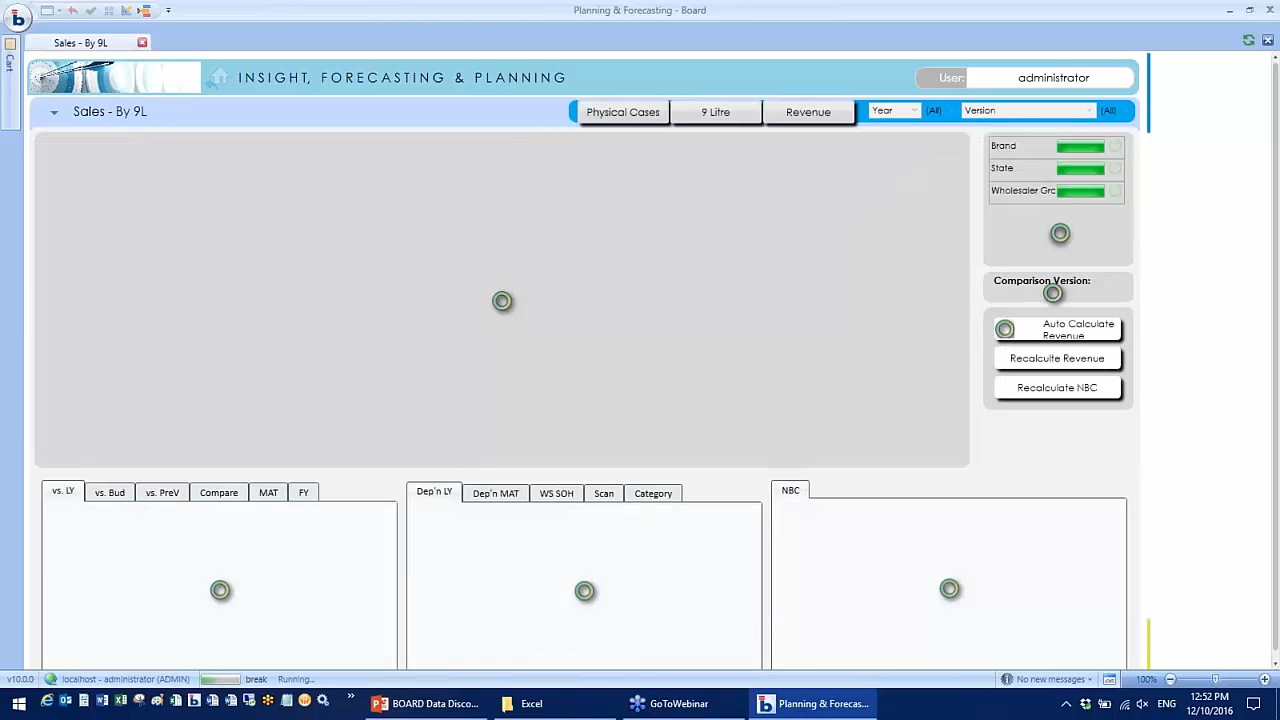 Planning & Forecasting - Board
Sales - By 9L
Cart
INSIGHT, FORECASTING & PLANNING
User: administrator
Sales - By 9L
Physical Cases 9 Litre Revenue Year (All) Version (All)
Brand
State
Wholesaler Grc
Comparison Version:
Auto Calculate
Revenue
Recalculte Revenue
Recalculate NBC
vs. LY vs. Bud vs. PreV Compare MAT FY
Dep'n LY Dep'n MAT WS SOH Scan Category
NBC
v10.0.0 localhost - administrator (ADMIN) break Running... No new messages 100%
BOARD Data Disco... Excel GoToWebinar Planning & Forecas... ENG
12:52 PM
12/10/2016